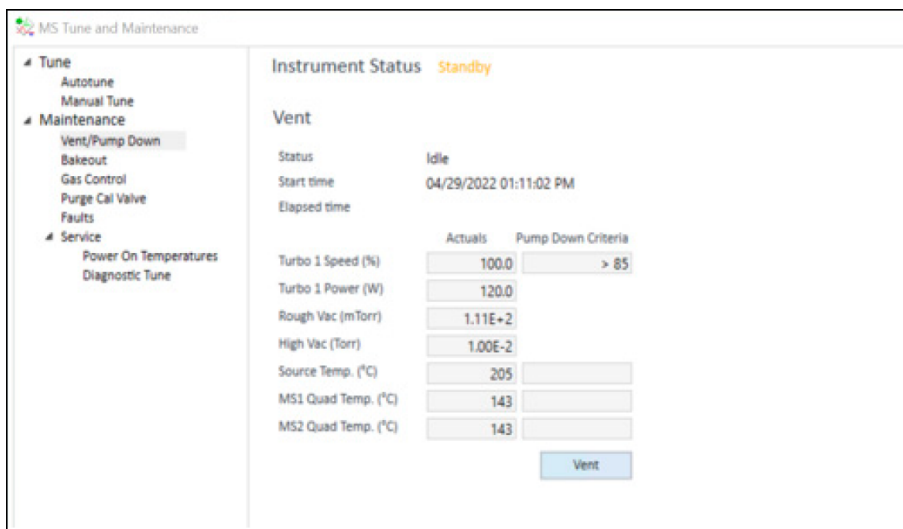 MS Tune and Maintenance
Tune
Autotune
Manual Tune
Maintenance
Vent/Pump Down
Bakeout
Gas Control
Purge Cal Valve
Faults
Service
Power On Temperatures
Diagnostic Tune
Instrument Status Standby
Vent
Status Idle
Start time 04/29/2022 01:11:02 PM
Elapsed time
Actuals Pump Down Criteria
Turbo 1 Speed (%) 100.0 > 85
Turbo 1 Power (W) 120.0
Rough Vac (mTorr) 1.11E+2
High Vac (Torr) 1.00E-2
Source Temp. (°C) 205
MS1 Quad Temp. (°C) 143
MS2 Quad Temp. (°C) 143
Vent